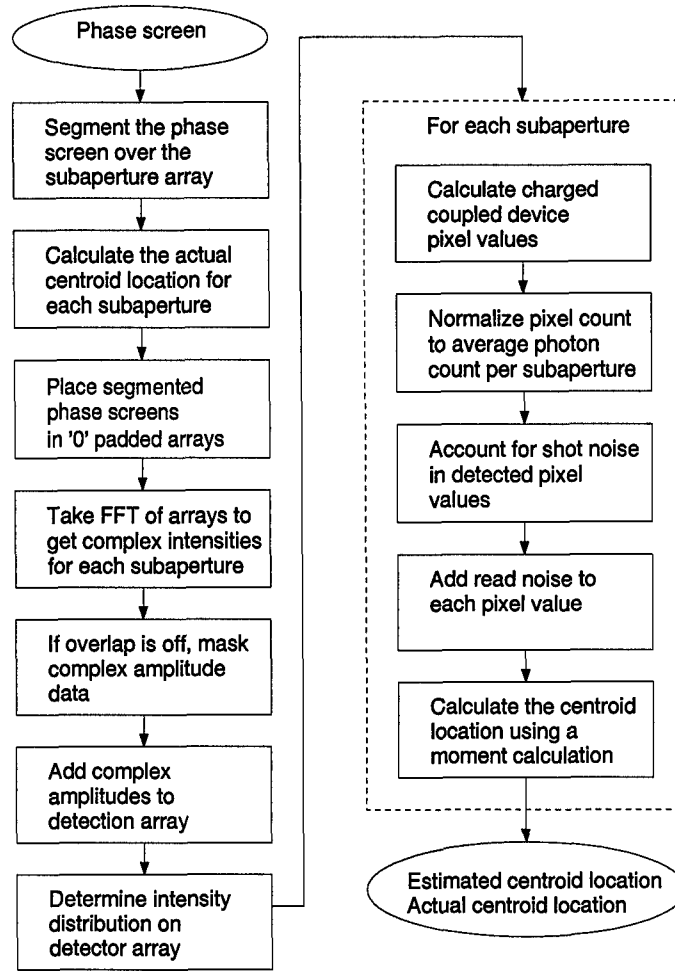 Phase screen
Segment the phase
screen over the
subaperture array
Calculate the actual
centroid location for
each subaperture
Place segmented
phase screens
in '0' padded arrays
Take FFT of arrays to
get complex intensities
for each subaperture
If overlap is off, mask
complex amplitude
data
Add complex
amplitudes to
detection array
Determine intensity
distribution on
detector array
For each subaperture
Calculate charged
coupled device
pixel values
Normalize pixel count
to average photon
count per subaperture
Account for shot noise
in detected pixel
values
Add read noise to
each pixel value
Calculate the centroid
location using a
moment calculation
Estimated centroid location
Actual centroid location